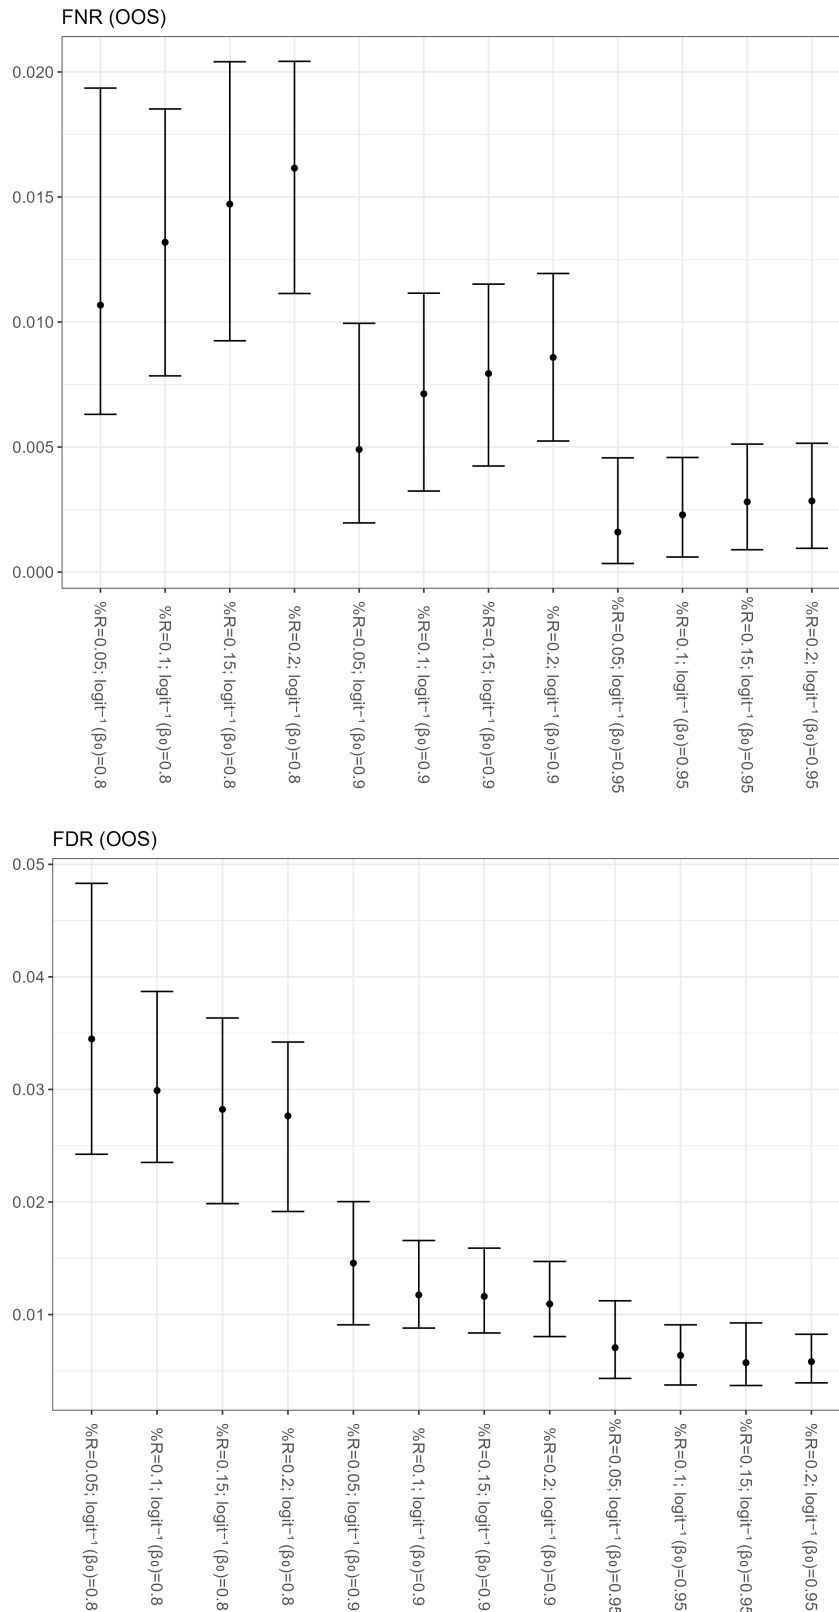 FNR (OOS)
0.020
0.015
0.010
0.005
0.000
%R=0.05; logit⁻¹ (β₀)=0.8
%R=0.1; logit⁻¹ (β₀)=0.8
%R=0.15; logit⁻¹ (β₀)=0.8
%R=0.2; logit⁻¹ (β₀)=0.8
%R=0.05; logit⁻¹ (β₀)=0.9
%R=0.1; logit⁻¹ (β₀)=0.9
%R=0.15; logit⁻¹ (β₀)=0.9
%R=0.2; logit⁻¹ (β₀)=0.9
%R=0.05; logit⁻¹ (β₀)=0.95
%R=0.1; logit⁻¹ (β₀)=0.95
%R=0.15; logit⁻¹ (β₀)=0.95
%R=0.2; logit⁻¹ (β₀)=0.95
FDR (OOS)
0.05
0.04
0.03
0.02
0.01
%R=0.05; logit⁻¹ (β₀)=0.8
%R=0.1; logit⁻¹ (β₀)=0.8
%R=0.15; logit⁻¹ (β₀)=0.8
%R=0.2; logit⁻¹ (β₀)=0.8
%R=0.05; logit⁻¹ (β₀)=0.9
%R=0.1; logit⁻¹ (β₀)=0.9
%R=0.15; logit⁻¹ (β₀)=0.9
%R=0.2; logit⁻¹ (β₀)=0.9
%R=0.05; logit⁻¹ (β₀)=0.95
%R=0.1; logit⁻¹ (β₀)=0.95
%R=0.15; logit⁻¹ (β₀)=0.95
%R=0.2; logit⁻¹ (β₀)=0.95